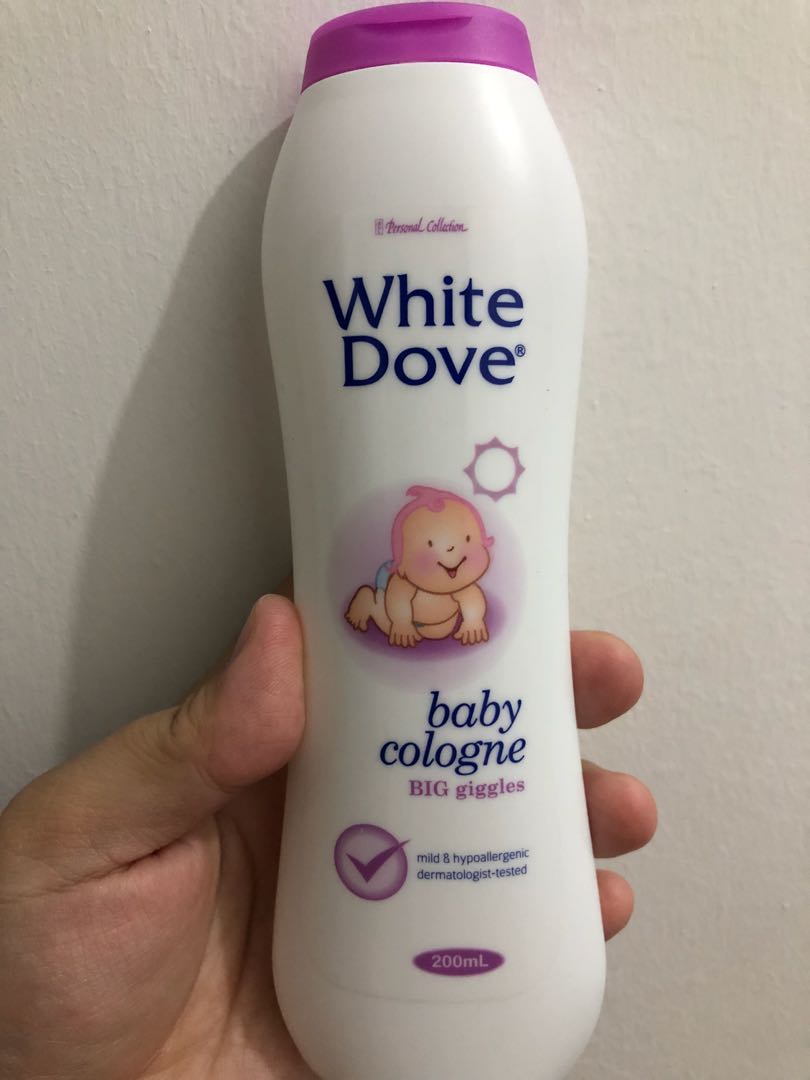 Personal Collection
White
Dove®
baby
cologne
BIG giggles
mild & hypoallergenic
dermatologist-tested
200mL